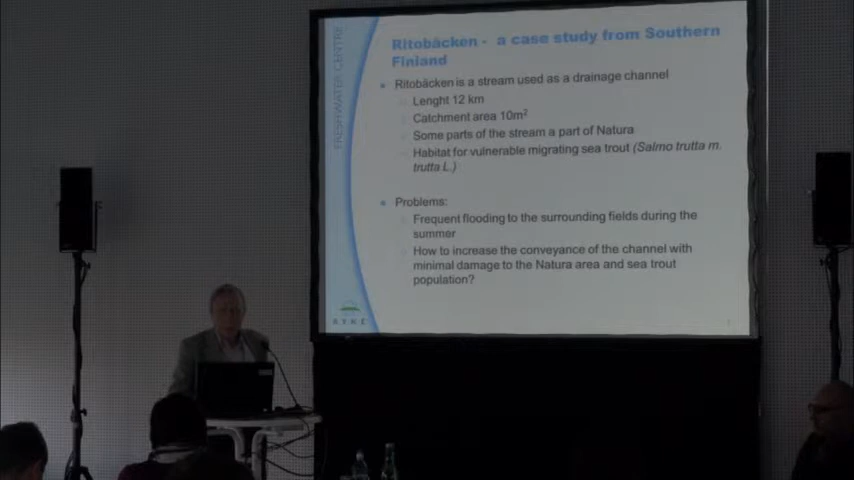 FRESHWATER CENTRE
Ritobäcken - a case study from Southern
Finland
Ritobäcken is a stream used as a drainage channel
Lenght 12 km
Catchment area 10m²
Some parts of the stream a part of Natura
Habitat for vulnerable migrating sea trout (Salmo trutta m.
trutta L.)
Problems:
Frequent flooding to the surrounding fields during the
summer
How to increase the conveyance of the channel with
minimal damage to the Natura area and sea trout
population?
SYKE